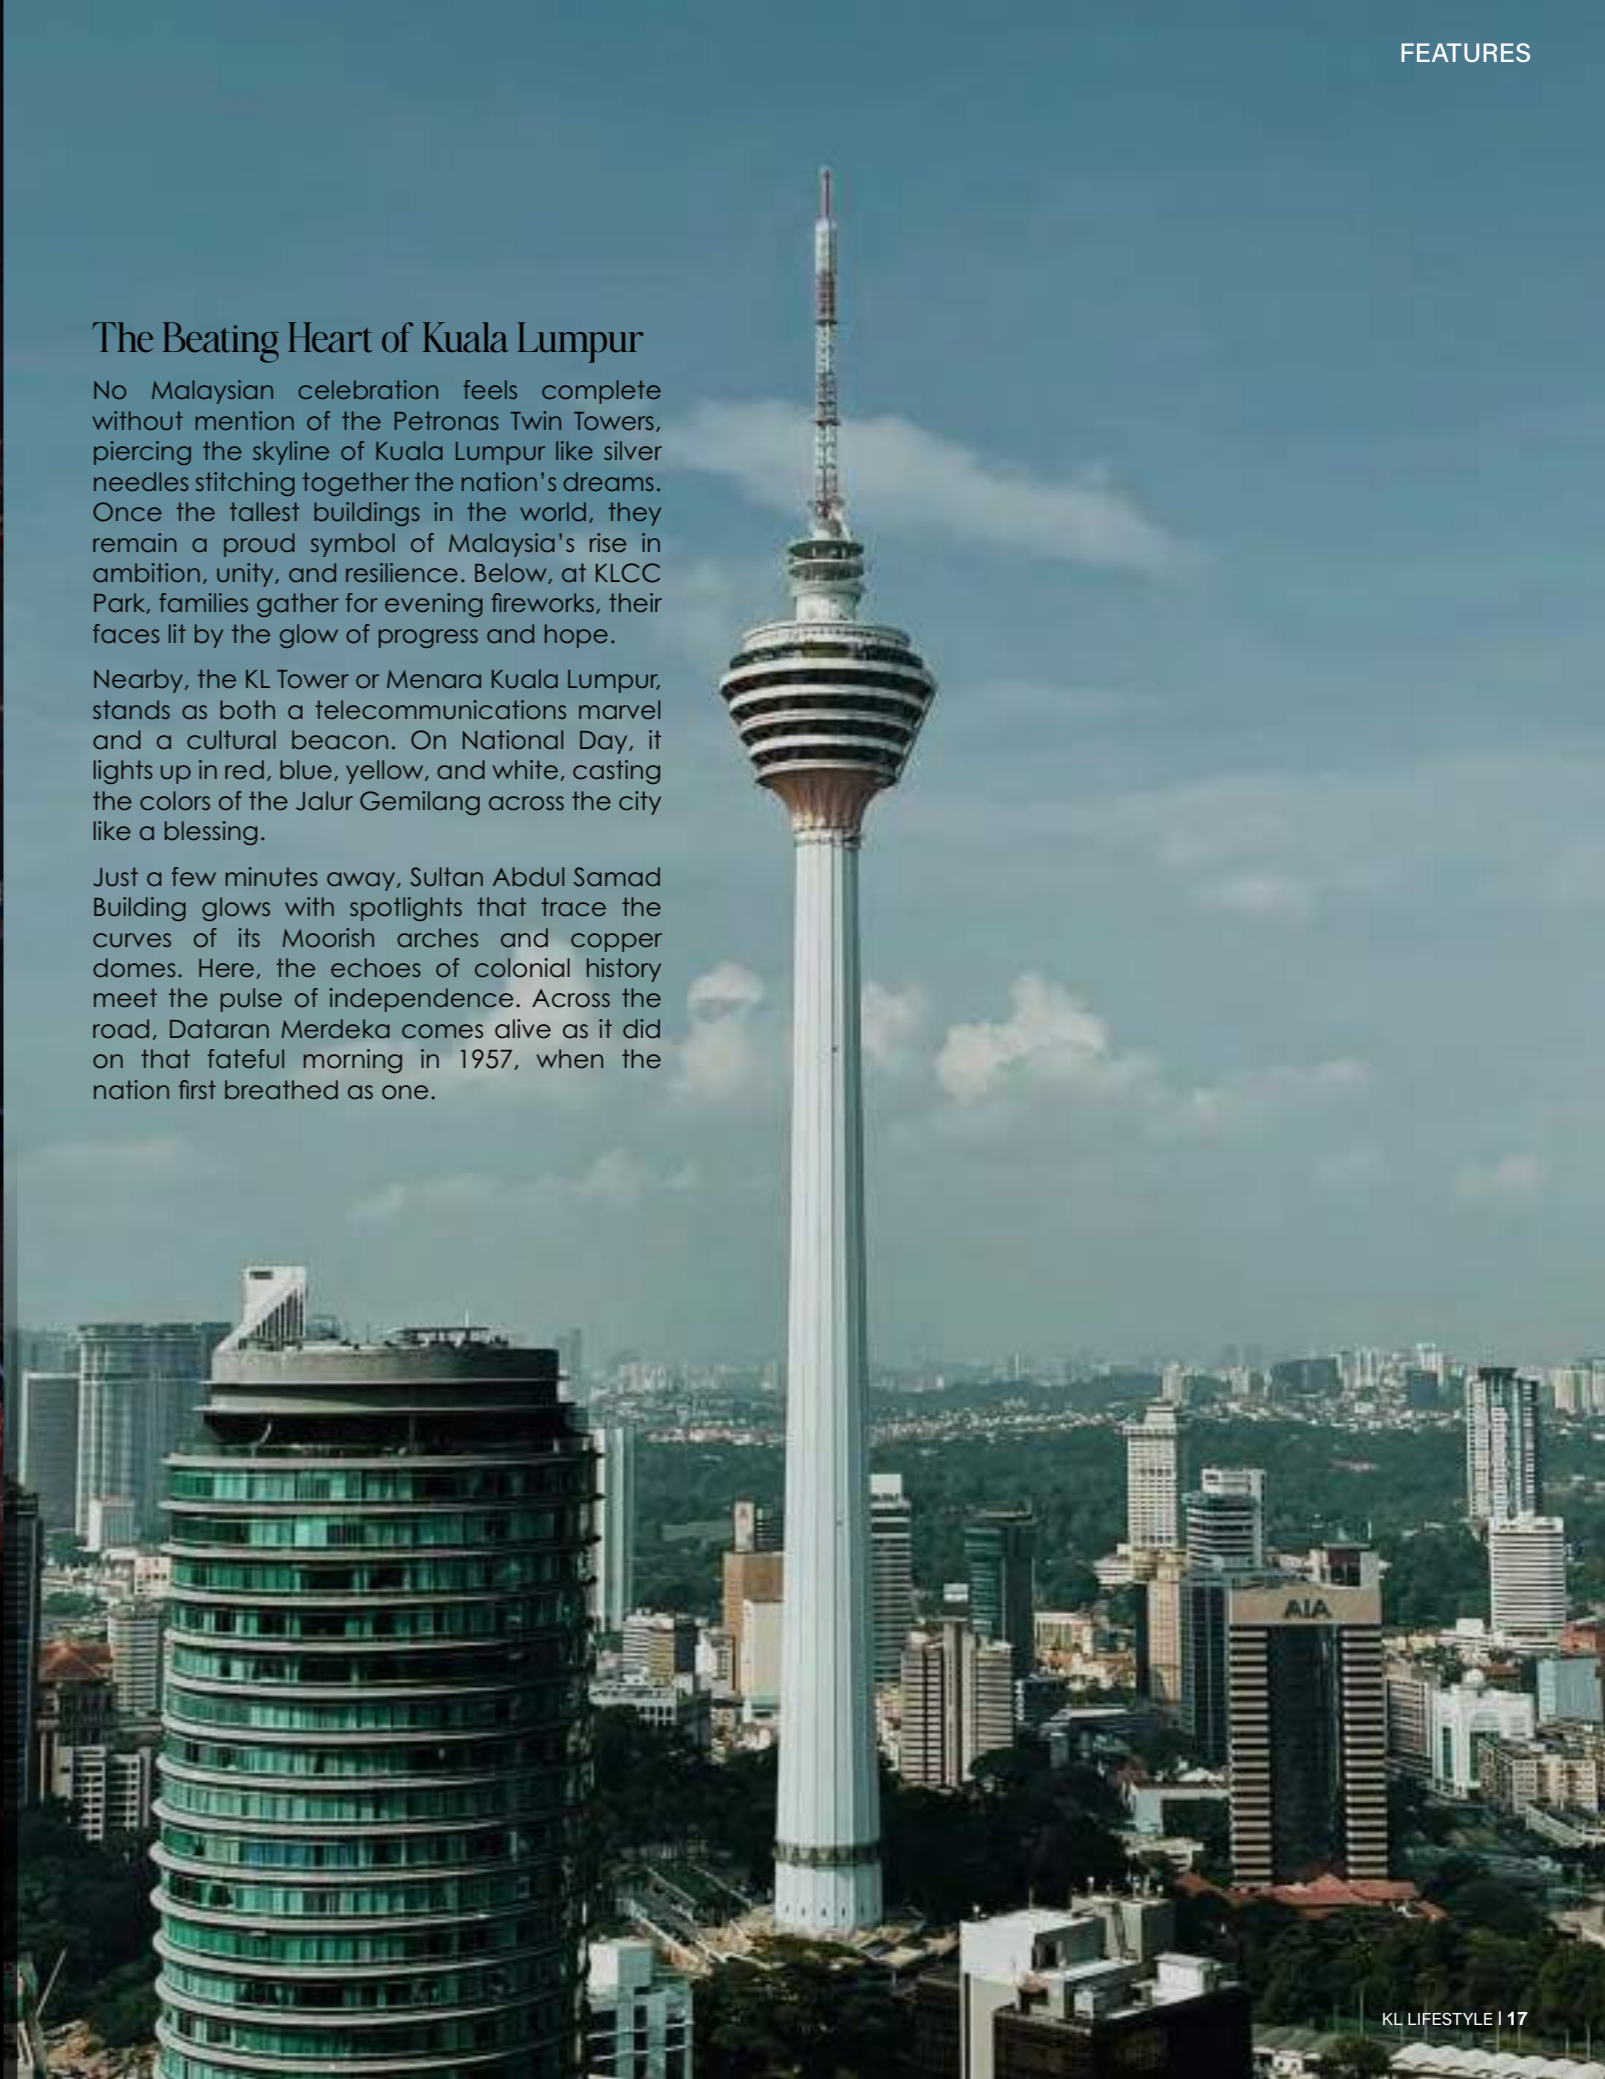 FEATURES
The Beating Heart of Kuala Lumpur
No Malaysian celebration feels complete
without mention of the Petronas Twin Towers,
piercing the skyline of Kuala Lumpur like silver
needles stitching together the nation's dreams.
Once the tallest buildings in the world, they
remain a proud symbol of Malaysia's rise in
ambition, unity, and resilience. Below, at KLCC
Park, families gather for evening fireworks, their
faces lit by the glow of progress and hope.
Nearby, the KL Tower or Menara Kuala Lumpur,
stands as both a telecommunications marvel
and a cultural beacon. On National Day, it
lights up in red, blue, yellow, and white, casting
the colors of the Jalur Gemilang across the city
like a blessing.
Just a few minutes away, Sultan Abdul Samad
Building glows with spotlights that trace the
curves of its Moorish arches and copper
domes. Here, the echoes of colonial history
meet the pulse of independence. Across the
road, Dataran Merdeka comes alive as it did
on that fateful morning in 1957, when the
nation first breathed as one.
AIA
KL LIFESTYLE | 17